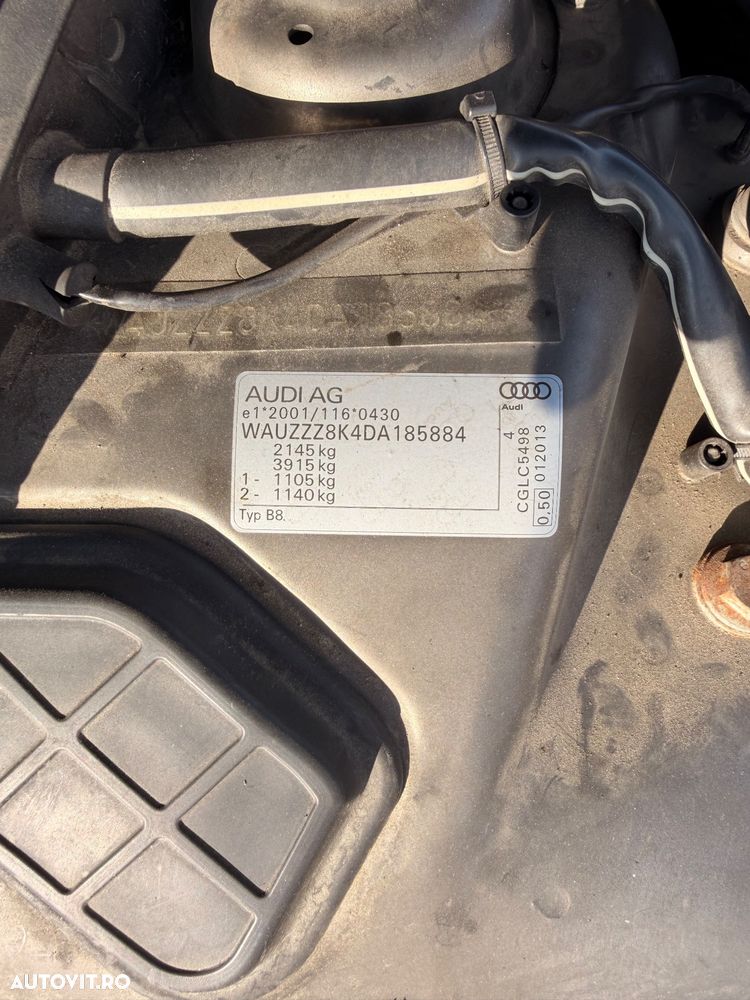 AUDI AG
e1*2001/116*0430
WAUZZZ8K4DA185884
2145 kg
3915 kg
1 - 1105 kg
2 - 1140 kg
Typ B8.
Audi
4
CGLC5498
0,50 012013
AUTOVIT.RO